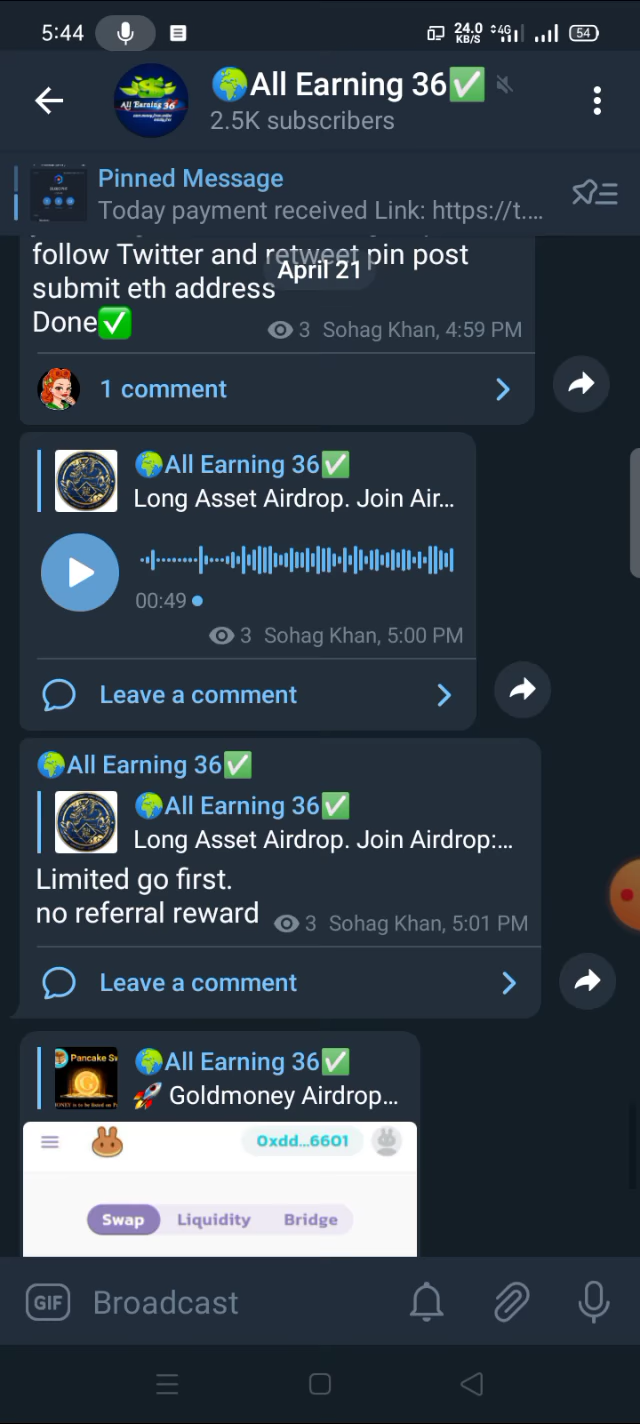 5:44
24.0 KB/S
4G
54
🌍All Earning 36✅
2.5K subscribers
All Earning 36
Pinned Message
Today payment received Link: https://t....
follow Twitter and retweet pin post
April 21
submit eth address
Done✅
3 Sohag Khan, 4:59 PM
1 comment
🌍All Earning 36✅
Long Asset Airdrop. Join Air...
00:49
3 Sohag Khan, 5:00 PM
Leave a comment
🌍All Earning 36✅
🌍All Earning 36✅
Long Asset Airdrop. Join Airdrop:...
Limited go first.
no referral reward
3 Sohag Khan, 5:01 PM
Leave a comment
Pancake Sw
🌍All Earning 36✅
🚀 Goldmoney Airdrop...
0xdd...6601
Swap
Liquidity
Bridge
GIF
Broadcast